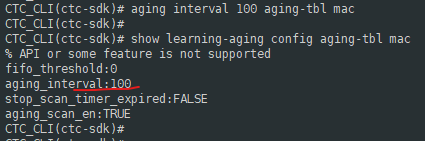 CTC_CLI(ctc-sdk)# aging interval 100 aging-tbl mac
CTC_CLI(ctc-sdk)#
CTC_CLI(ctc-sdk)# show learning-aging config aging-tbl mac
% API or some feature is not supported
fifo_threshold:0
aging_interval:100
stop_scan_timer_expired:FALSE
aging_scan_en:TRUE
CTC_CLI(ctc-sdk)#
CTC_CLI(ctc-sdk)#